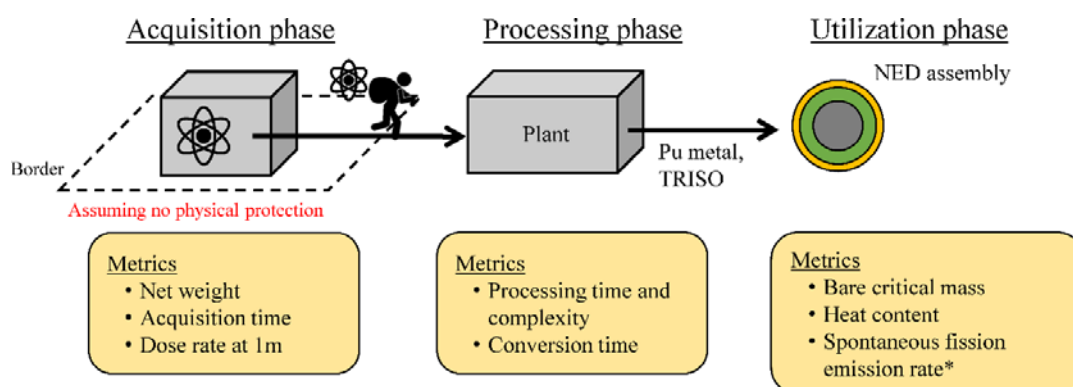 Acquisition phase
Processing phase
Utilization phase
NED assembly
Plant
Border
Pu metal,
TRISO
Assuming no physical protection
Metrics
• Net weight
• Acquisition time
• Dose rate at 1m
Metrics
• Processing time and
complexity
• Conversion time
Metrics
• Bare critical mass
• Heat content
• Spontaneous fission
emission rate*